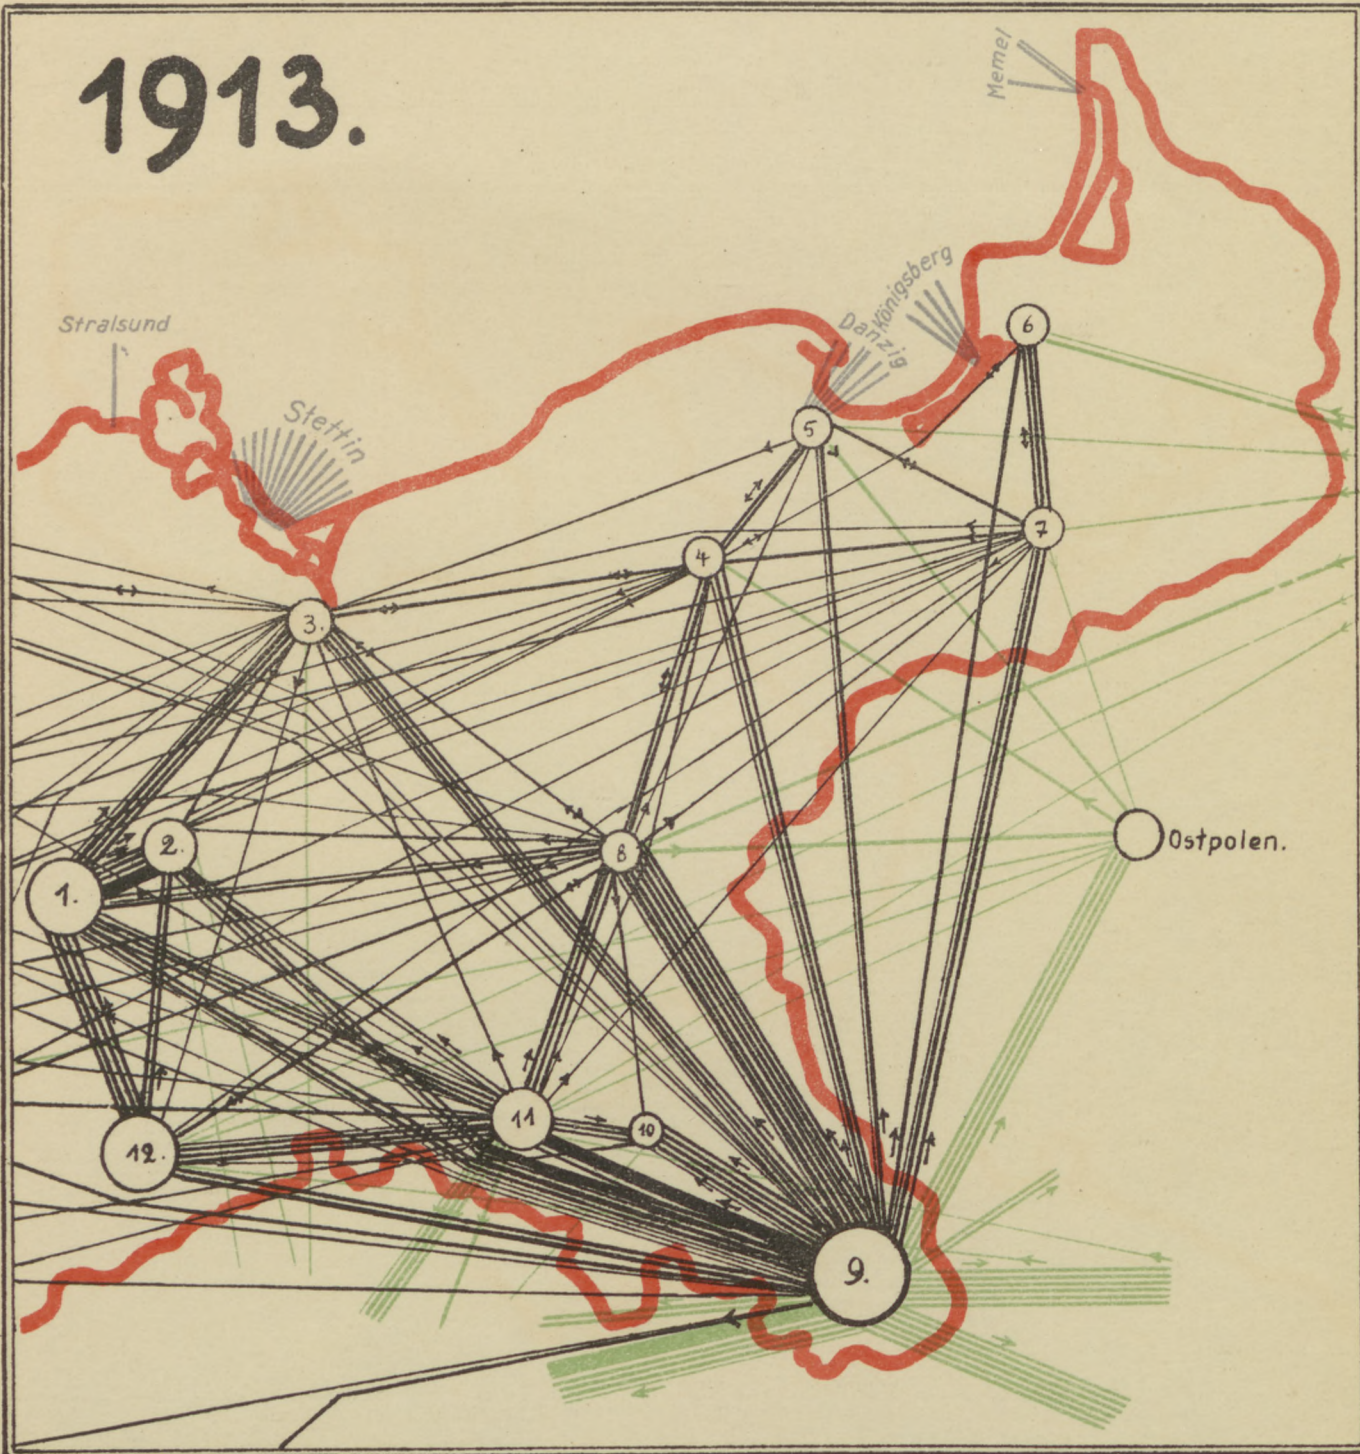 1913.
Memel
Königsberg
Danzig
Stralsund
Stettin
6
5
7
4
3.
2.
8
Ostpolen.
1.
11
10
12.
9.